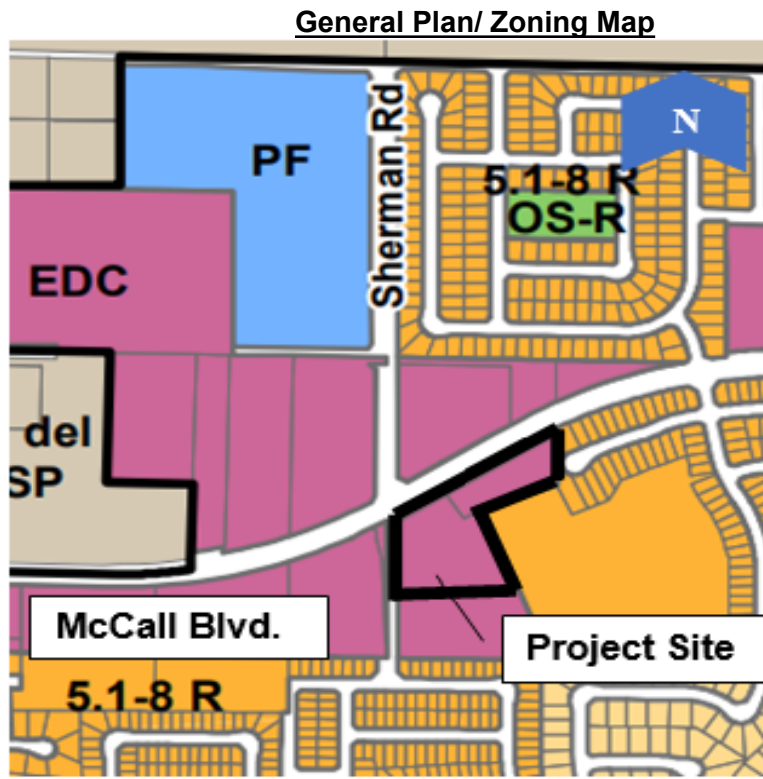 General Plan/ Zoning Map
N
PF
Sherman Rd
5.1-8 R
OS-R
EDC
del
SP
McCall Blvd.
Project Site
5.1-8 R